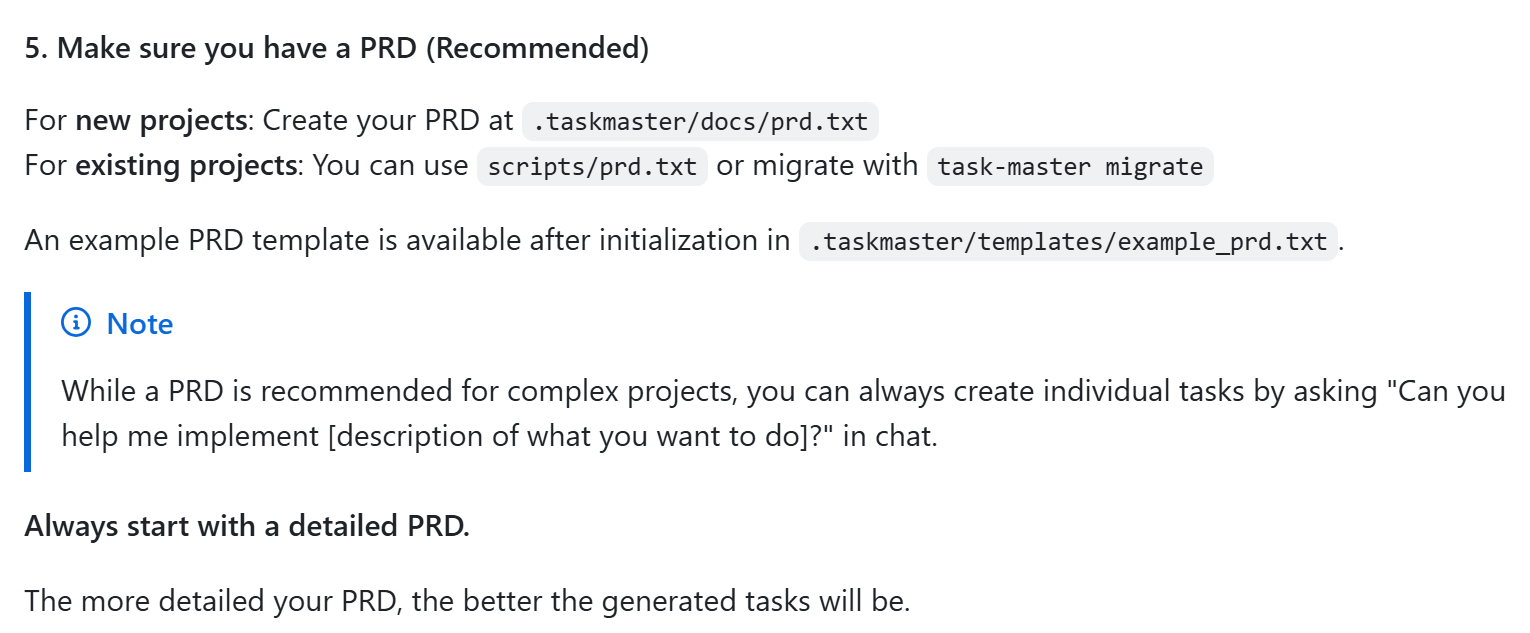 5. Make sure you have a PRD (Recommended)
For new projects: Create your PRD at .taskmaster/docs/prd.txt
For existing projects: You can use scripts/prd.txt or migrate with task-master migrate
An example PRD template is available after initialization in .taskmaster/templates/example_prd.txt.
Note
While a PRD is recommended for complex projects, you can always create individual tasks by asking "Can you
help me implement [description of what you want to do]?" in chat.
Always start with a detailed PRD.
The more detailed your PRD, the better the generated tasks will be.